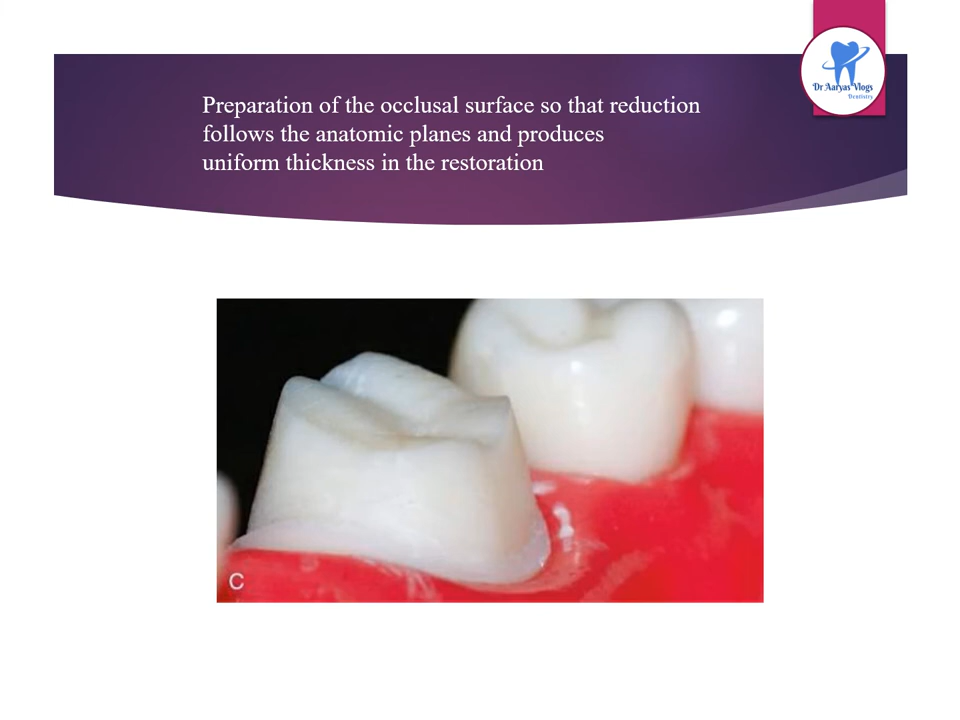 Dr Aaryas Vlogs
Dentistry
Preparation of the occlusal surface so that reduction
follows the anatomic planes and produces
uniform thickness in the restoration
C